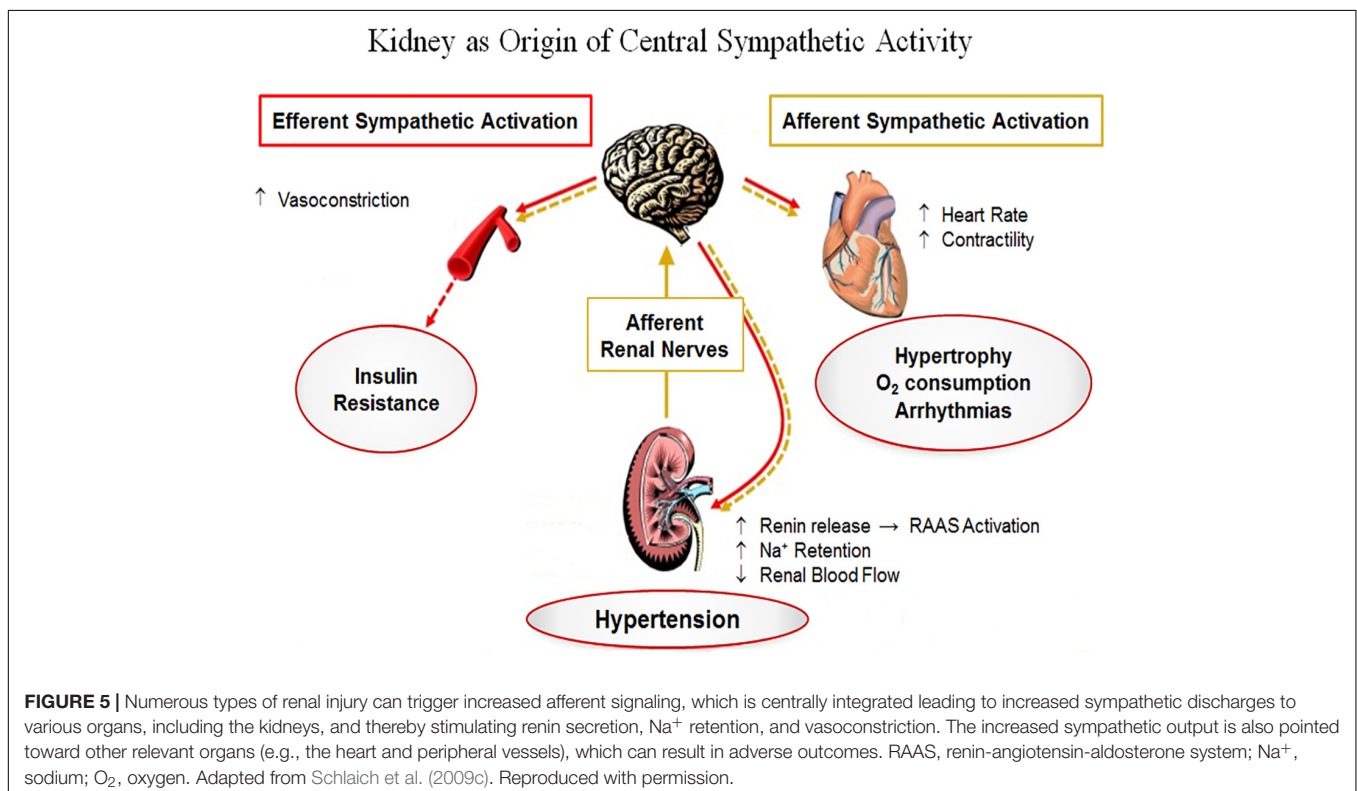 Kidney as Origin of Central Sympathetic Activity
Efferent Sympathetic Activation
Afferent Sympathetic Activation
↑ Vasoconstriction
↑ Heart Rate
↑ Contractility
Afferent
Renal Nerves
Insulin
Resistance
Hypertrophy
O₂ consumption
Arrhythmias
↑ Renin release → RAAS Activation
↑ Na⁺ Retention
↓ Renal Blood Flow
Hypertension
FIGURE 5 | Numerous types of renal injury can trigger increased afferent signaling, which is centrally integrated leading to increased sympathetic discharges to
various organs, including the kidneys, and thereby stimulating renin secretion, Na⁺ retention, and vasoconstriction. The increased sympathetic output is also pointed
toward other relevant organs (e.g., the heart and peripheral vessels), which can result in adverse outcomes. RAAS, renin-angiotensin-aldosterone system; Na⁺,
sodium; O₂, oxygen. Adapted from Schlaich et al. (2009c). Reproduced with permission.